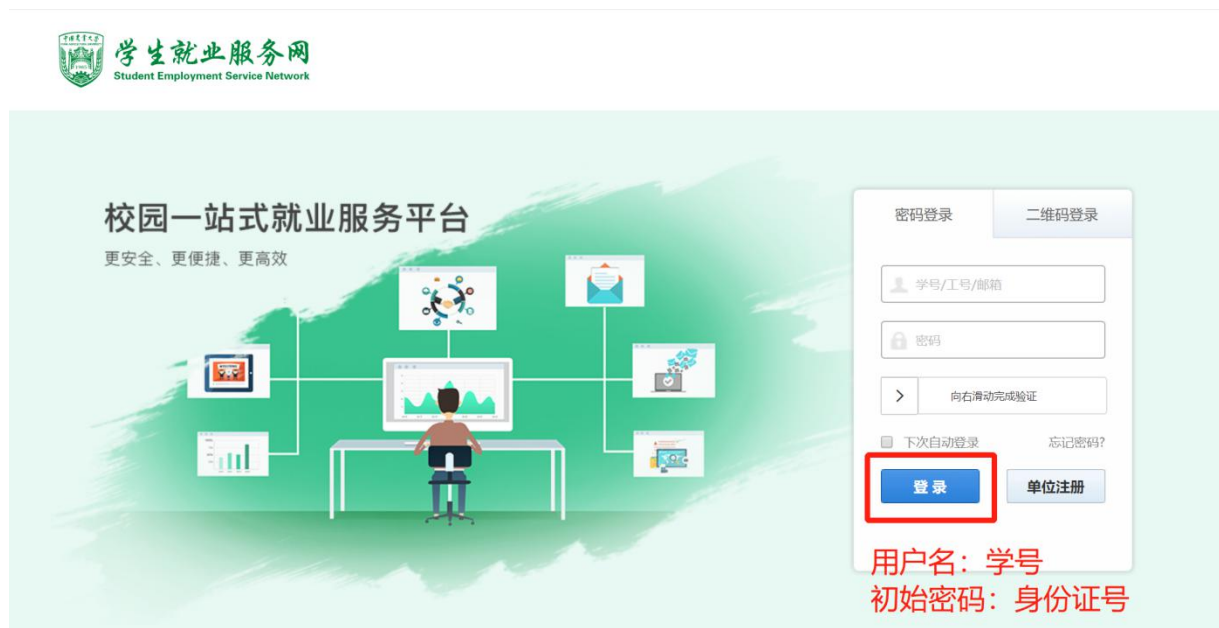 学生就业服务网
Student Employment Service Network
校园一站式就业服务平台
更安全、更便捷、更高效
密码登录
二维码登录
学号/工号/邮箱
密码
向右滑动完成验证
下次自动登录
忘记密码?
登录
单位注册
用户名：学号
初始密码：身份证号